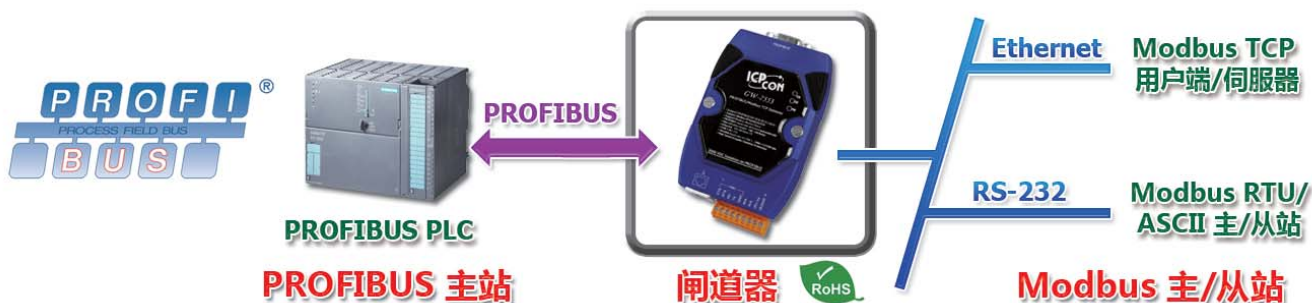 PROFI®
PROCESS FIELD BUS
BUS
PROFIBUS PLC
PROFIBUS 主站
PROFIBUS
ICP CON
GW-7553
闸道器
RoHS
Ethernet
Modbus TCP
用户端/伺服器
RS-232
Modbus RTU/
ASCII 主/从站
Modbus 主/从站